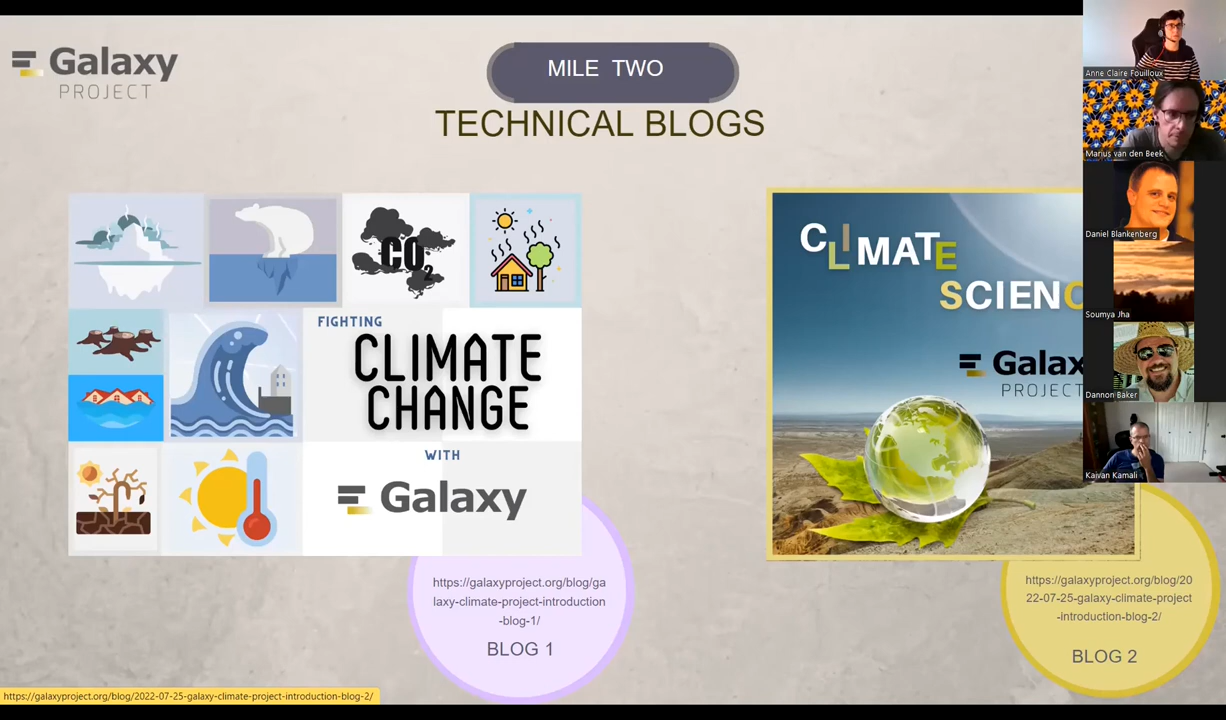 Galaxy
PROJECT
MILE TWO
TECHNICAL BLOGS
CO2
FIGHTING
CLIMATE
CHANGE
WITH
Galaxy
https://galaxyproject.org/blog/ga
laxy-climate-project-introduction
-blog-1/
BLOG 1
CLIMATE
SCIENC
Galax
PROJECT
https://galaxyproject.org/blog/20
22-07-25-galaxy-climate-project
-introduction-blog-2/
BLOG 2
Anne Claire Fouilloux
Marius van den Beek
Daniel Blankenberg
Soumya Jha
Dannon Baker
Kaivan Kamali
https://galaxyproject.org/blog/2022-07-25-galaxy-climate-project-introduction-blog-2/